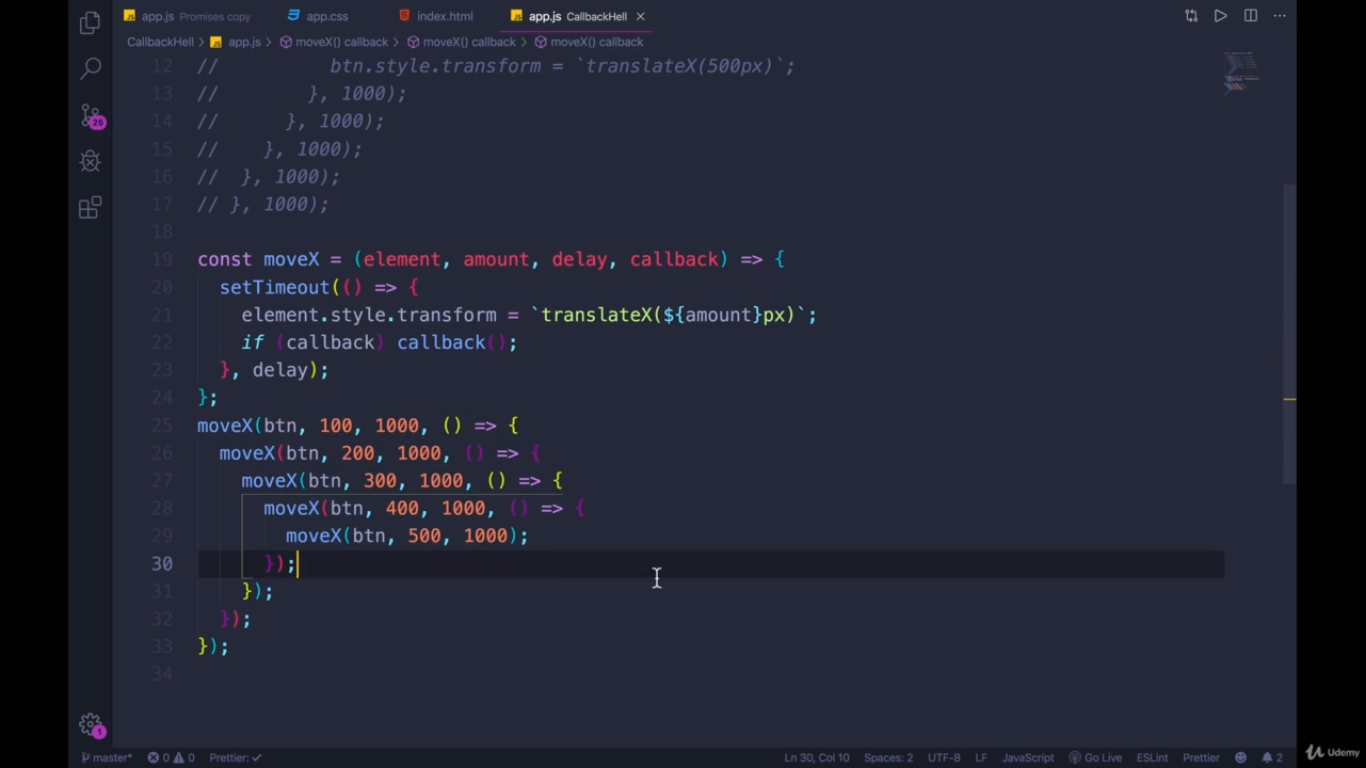 app.js Promises copy app.css index.html app.js CallbackHell
CallbackHell > app.js > moveX() callback > moveX() callback > moveX() callback
12 // btn.style.transform = `translateX(500px)`;
13 // }, 1000);
14 // }, 1000);
15 // }, 1000);
16 // }, 1000);
17 // }, 1000);
18
19 const moveX = (element, amount, delay, callback) => {
20 setTimeout(() => {
21 element.style.transform = `translateX(${amount}px)`;
22 if (callback) callback();
23 }, delay);
24 };
25 moveX(btn, 100, 1000, () => {
26 moveX(btn, 200, 1000, () => {
27 moveX(btn, 300, 1000, () => {
28 moveX(btn, 400, 1000, () => {
29 moveX(btn, 500, 1000);
30 });
31 });
32 });
33 });
34
25
1
master* 0 0 Prettier: ✓ Ln 30, Col 10 Spaces: 2 UTF-8 LF JavaScript Go Live ESLint Prettier 2
Udemy